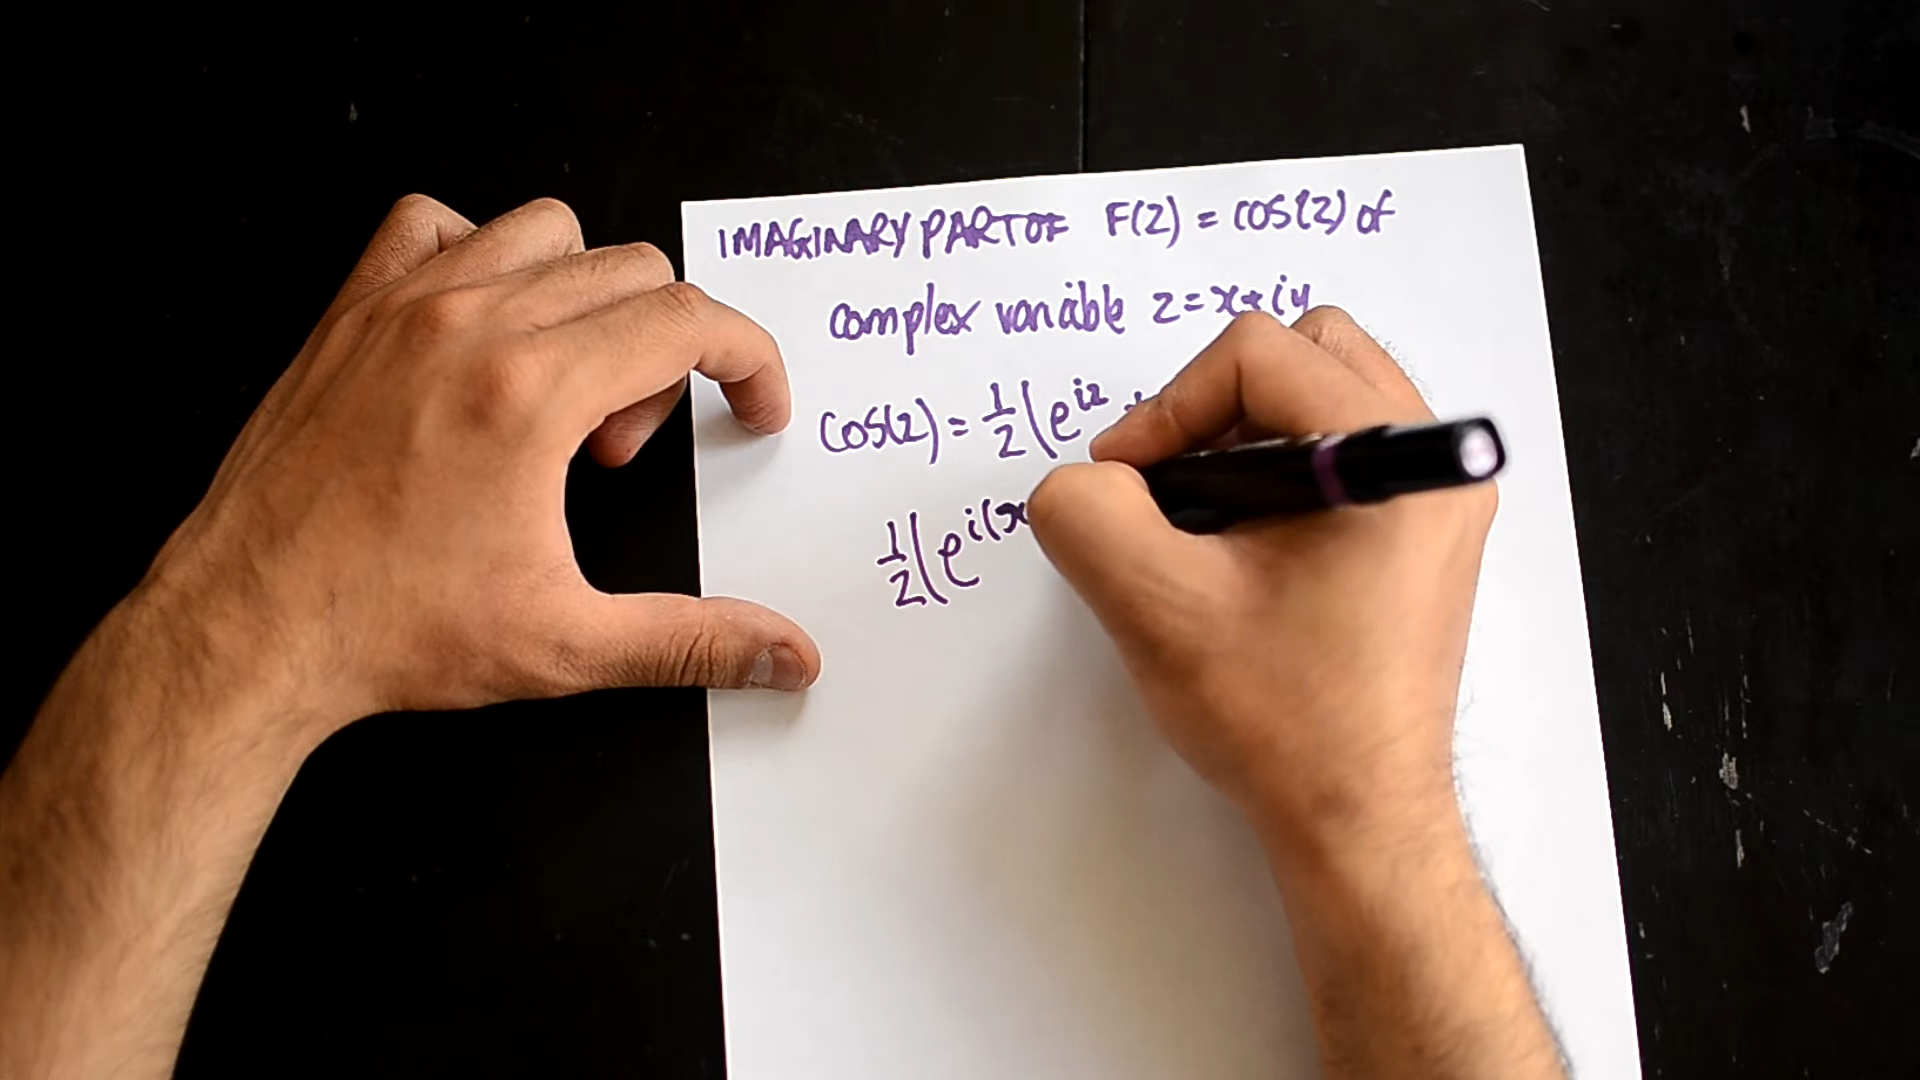 IMAGINARY PART OF F(z) = cos(z) of
complex variable z = x + iy
cos(z) = 1/2 (e^iz +
1/2 (e^i(x